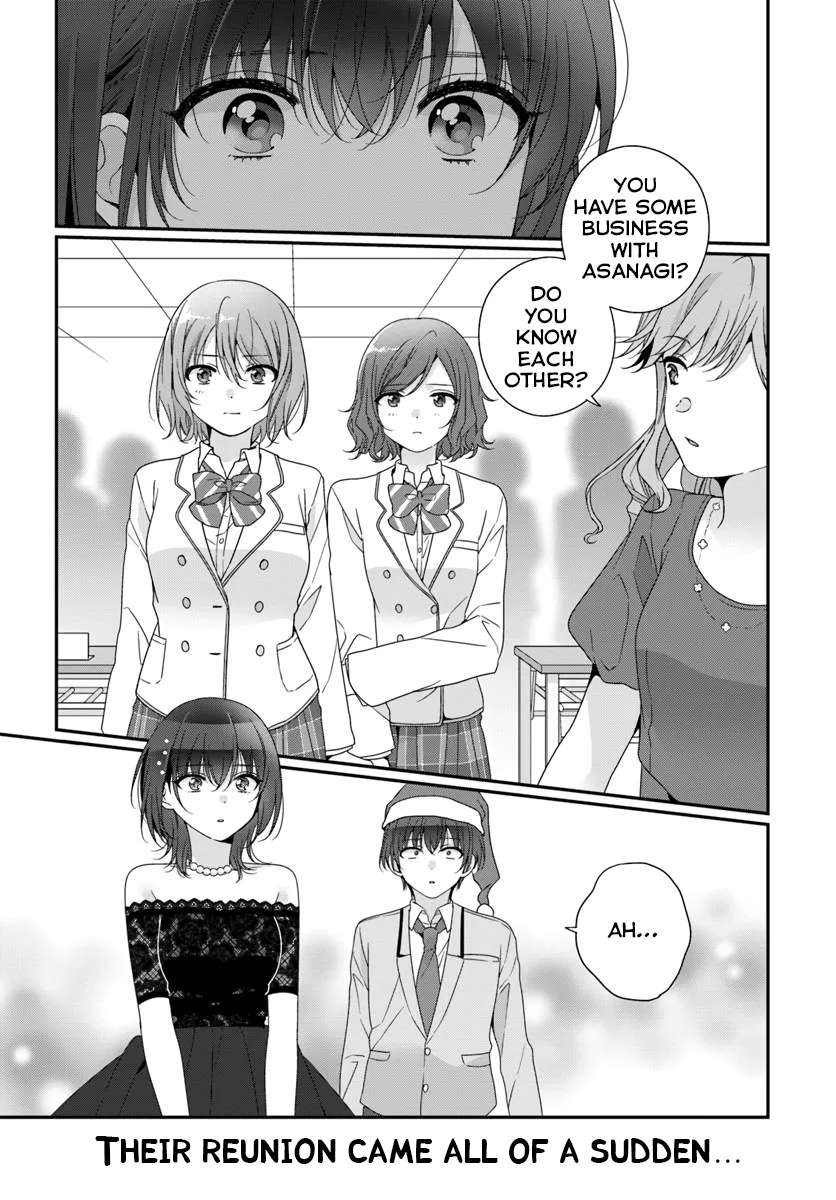 YOU
HAVE SOME
BUSINESS
WITH
ASANAGI?
DO
YOU
KNOW
EACH
OTHER?
AH...
THEIR REUNION CAME ALL OF A SUDDEN...